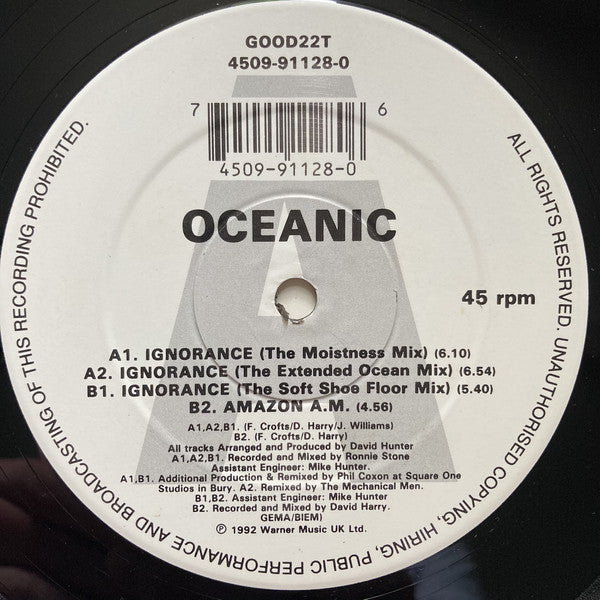 GOOD22T
4509-91128-0
7 6
4509-91128-0
OCEANIC
A
45 rpm
A1. IGNORANCE (The Moistness Mix) (6.10)
A2. IGNORANCE (The Extended Ocean Mix) (6.54)
B1. IGNORANCE (The Soft Shoe Floor Mix) (5.40)
B2. AMAZON A.M. (4.56)
A1,A2,B1. (F. Crofts/D. Harry/J. Williams)
B2. (F. Crofts/D. Harry)
All tracks Arranged and Produced by David Hunter
A1,A2,B1. Recorded and Mixed by Ronnie Stone
Assistant Engineer: Mike Hunter.
A1,B1. Additional Production & Remixed by Phil Coxon at Square One
Studios in Bury. A2. Remixed by The Mechanical Men.
B1,B2. Assistant Engineer: Mike Hunter
B2. Recorded and Mixed by David Harry.
GEMA/BIEM)
℗ 1992 Warner Music UK Ltd.
ALL RIGHTS RESERVED. UNAUTHORISED COPYING, HIRING, PUBLIC PERFORMANCE AND BROADCASTING OF THIS RECORDING PROHIBITED.